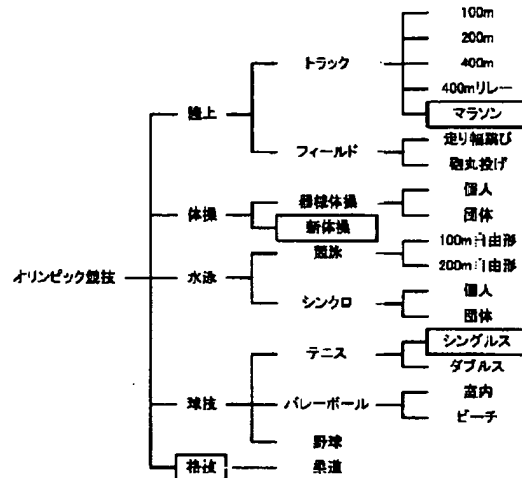 100m
200m
トラック
400m
400mリレー
陸上
マラソン
走り幅跳び
フィールド
砲丸投げ
個人
器械体操
体操
団体
新体操
100m自由形
競泳
オリンピック競技
水泳
200m自由形
個人
シンクロ
団体
シングルス
テニス
ダブルス
室内
球技
バレーボール
ビーチ
野球
格技
柔道